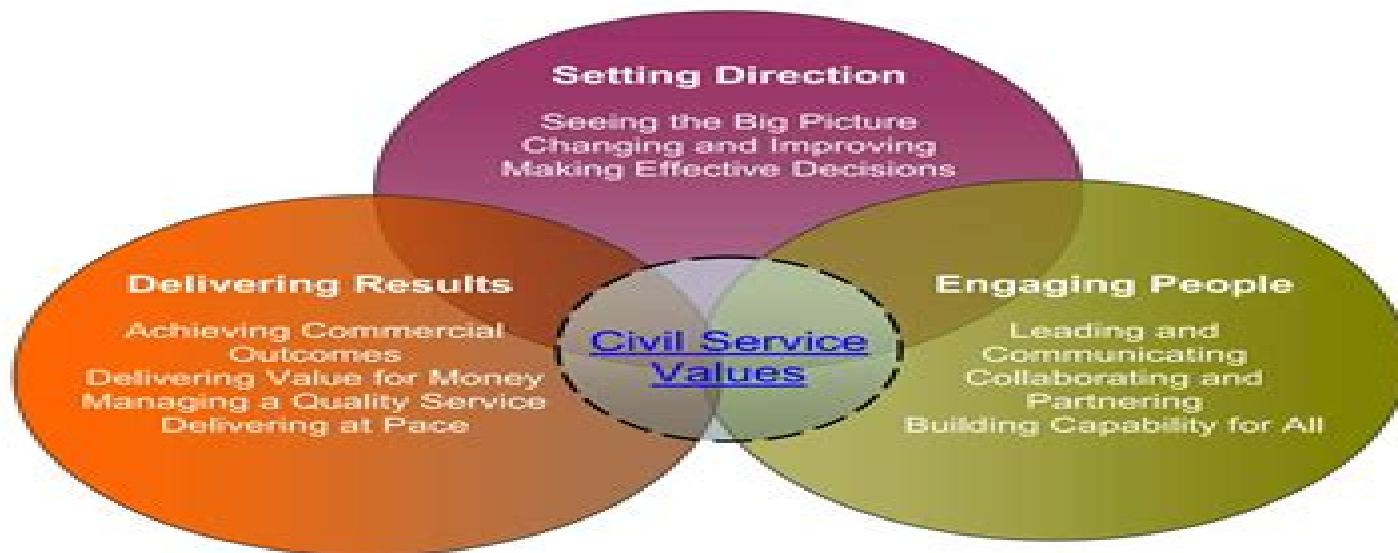 Setting Direction
Seeing the Big Picture
Changing and Improving
Making Effective Decisions
Delivering Results
Achieving Commercial
Outcomes
Delivering Value for Money
Managing a Quality Service
Delivering at Pace
Civil Service
Values
Engaging People
Leading and
Communicating
Collaborating and
Partnering
Building Capability for All